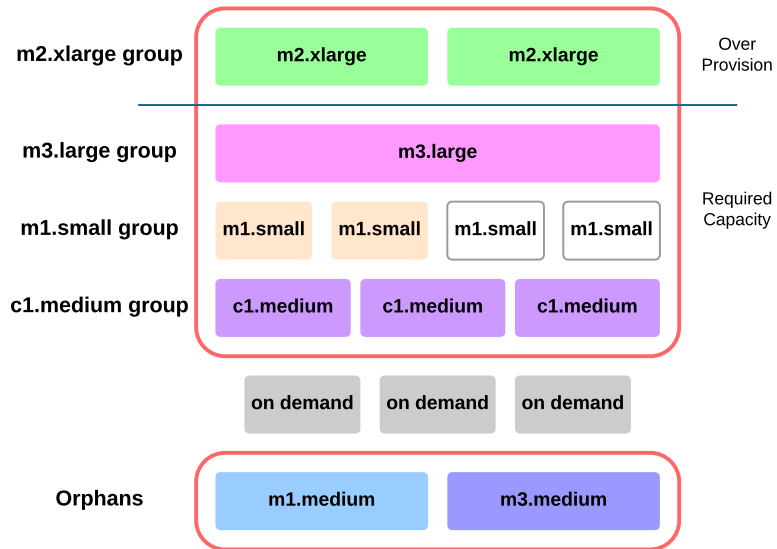 m2.xlarge group
m2.xlarge
m2.xlarge
Over
Provision
m3.large group
m3.large
Required
Capacity
m1.small group
m1.small
m1.small
m1.small
m1.small
c1.medium group
c1.medium
c1.medium
c1.medium
on demand
on demand
on demand
Orphans
m1.medium
m3.medium